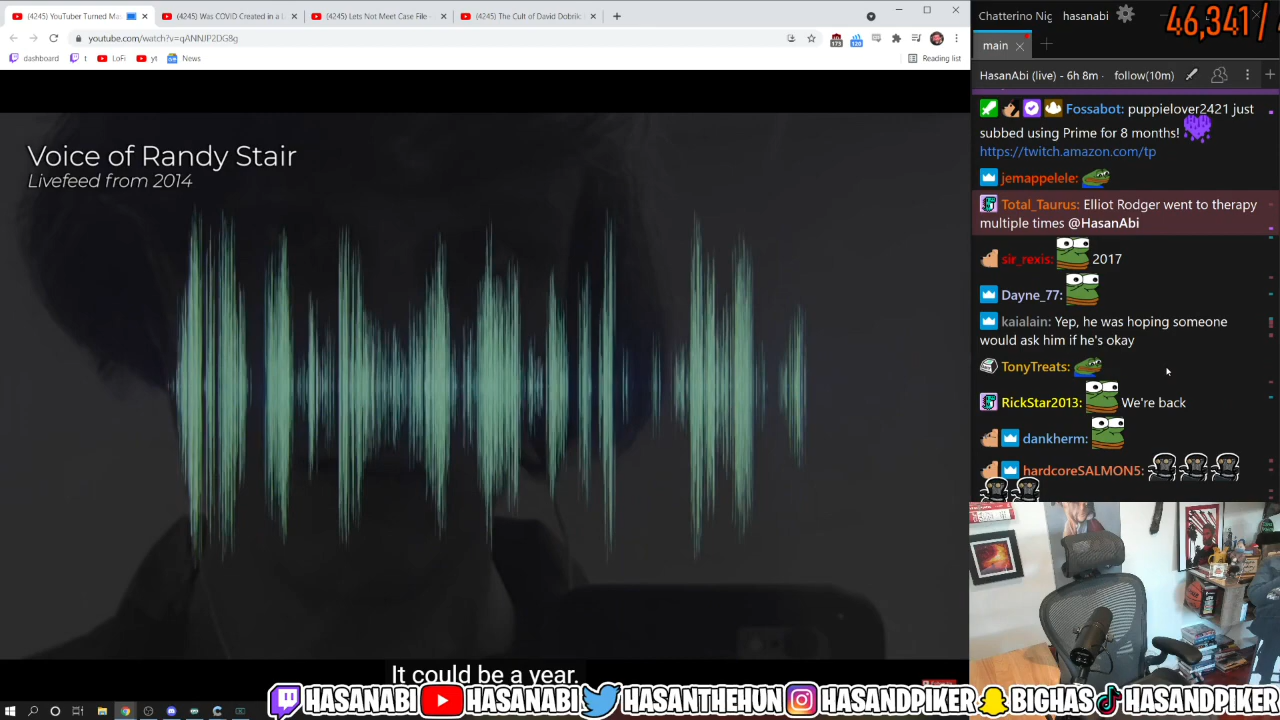 (4245) YouTuber Turned Ma
(4245) Was COVID Created in a L
(4245) Lets Not Meet Case File -
(4245) The Cult of David Dobrik:
youtube.com/watch?v=qANNJP2DG8g
dashboard
t
LoFi
yt
News
Reading list
Voice of Randy Stair
Livefeed from 2014
It could be a year.
Chatterino Nig
hasanabi
46,341 /
main
HasanAbi (live) - 6h 8m -
follow(10m)
Fossabot: puppielover2421 just
subbed using Prime for 8 months!
https://twitch.amazon.com/tp
jemappelele:
Total_Taurus: Elliot Rodger went to therapy
multiple times @HasanAbi
sir_rexis: 2017
Dayne_77:
kaialain: Yep, he was hoping someone
would ask him if he's okay
TonyTreats:
RickStar2013: We're back
dankherm:
hardcoreSALMON5:
HASANABI HASANABI HASANTHEHUN HASANDPIKER BIGHAS HASANDPIKER